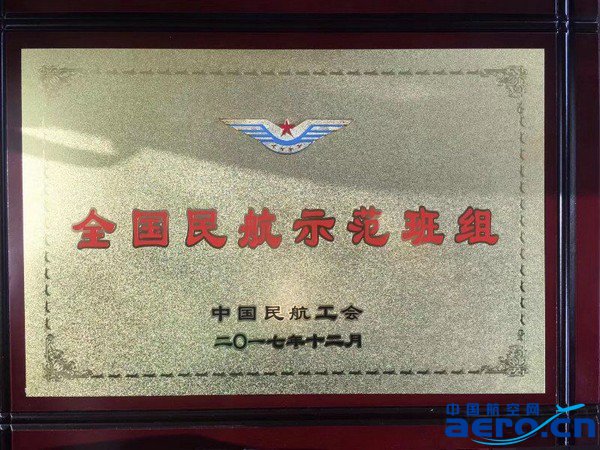 全国民航示范班组
中国民航工会
二〇一七年十二月
中国航空网
aero.cn